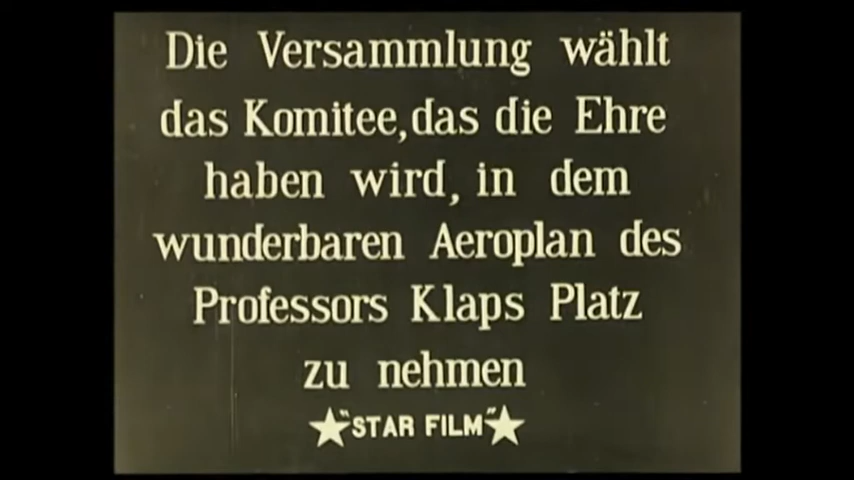 Die Versammlung wählt
das Komitee, das die Ehre
haben wird, in dem
wunderbaren Aeroplan des
Professors Klaps Platz
zu nehmen
★"STAR FILM"★